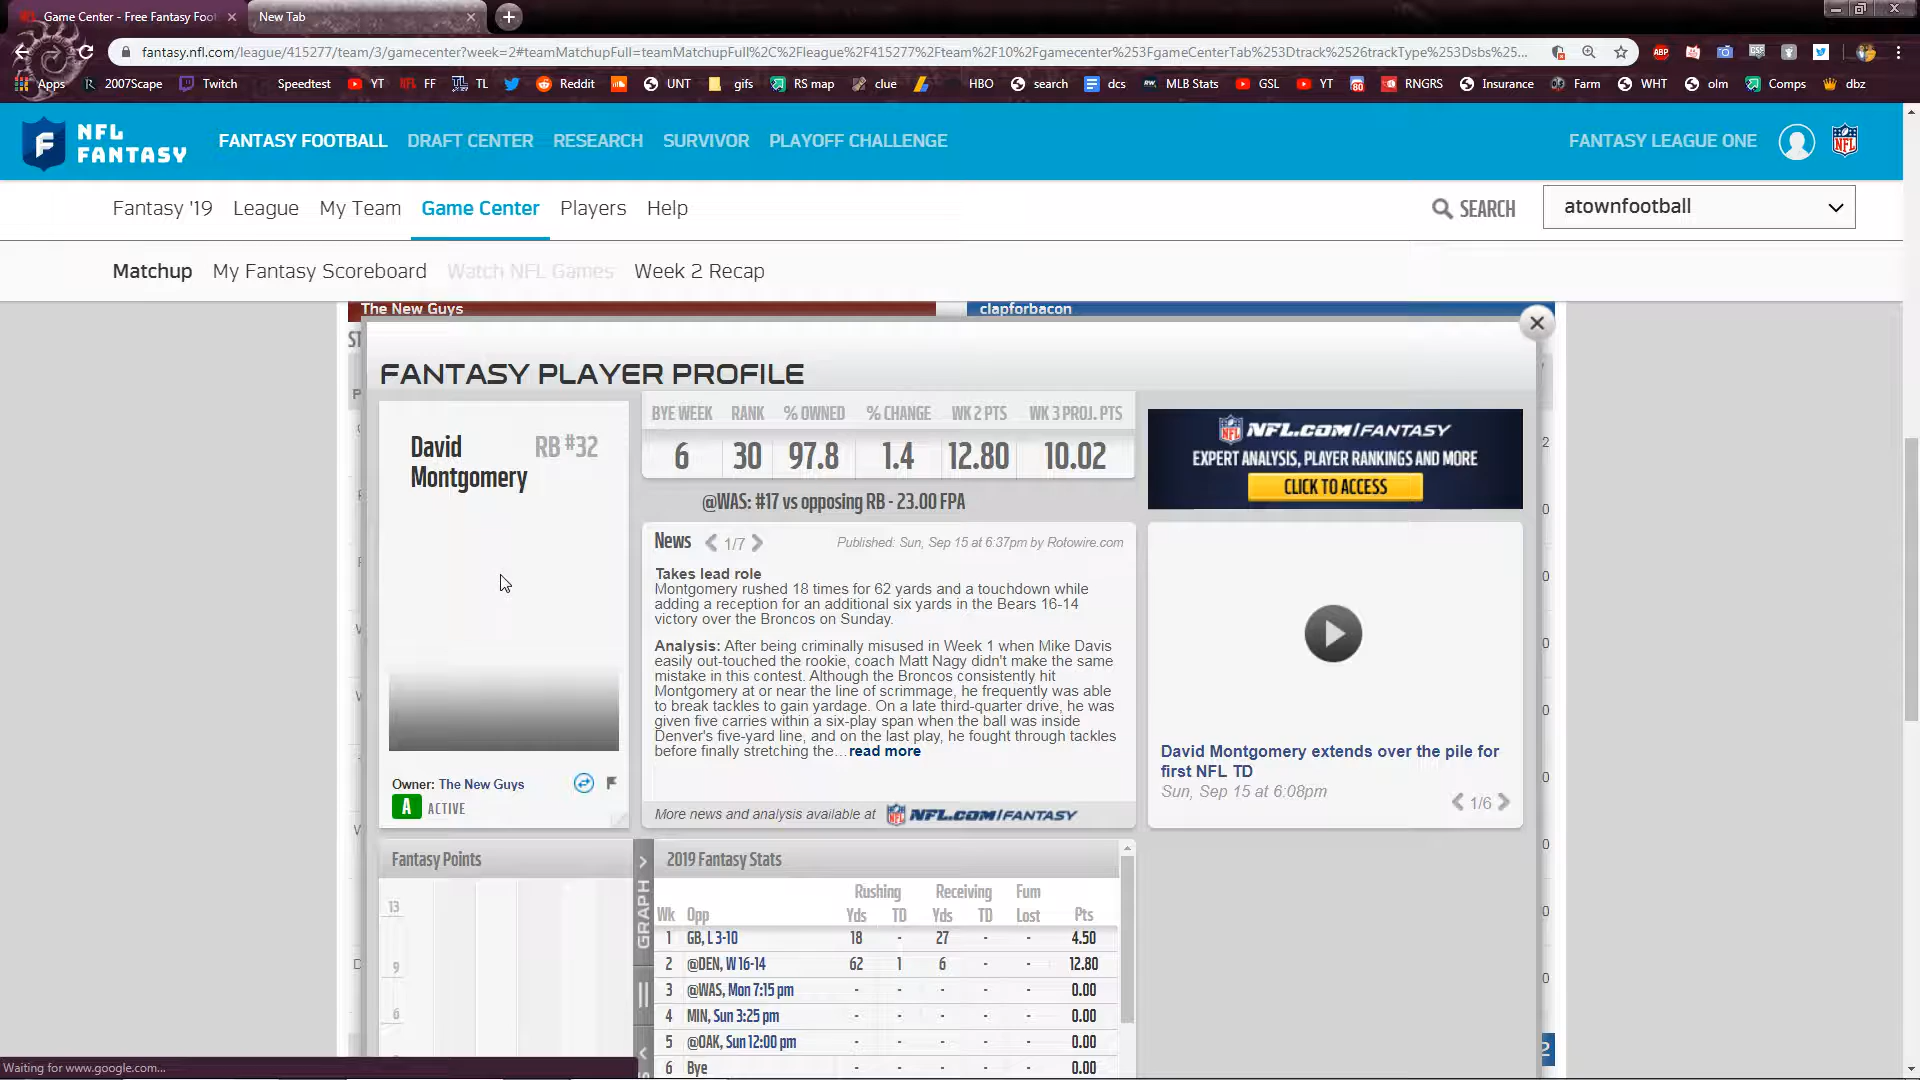 Game Center - Free Fantasy Foot
New Tab
fantasy.nfl.com/league/415277/team/3/gamecenter?week=2#teamMatchupFull=teamMatchupFull%2C%2Fleague%2F415277%2Fteam%2F10%2Fgamecenter%253FgameCenterTab%253Dtrack%2526trackType%253Dsbs%25...
Apps 2007Scape Twitch Speedtest YT FF TL Reddit UNT gifs RS map clue HBO search dcs MLB Stats GSL YT RNGRS Insurance Farm WHT olm Comps dbz
NFL FANTASY
FANTASY FOOTBALL DRAFT CENTER RESEARCH SURVIVOR PLAYOFF CHALLENGE FANTASY LEAGUE ONE
Fantasy '19 League My Team Game Center Players Help SEARCH atownfootball
Matchup My Fantasy Scoreboard Watch NFL Games Week 2 Recap
The New Guys clapforbacon
FANTASY PLAYER PROFILE
David Montgomery RB #32
BYE WEEK RANK % OWNED % CHANGE WK 2 PTS WK 3 PROJ. PTS
6 30 97.8 1.4 12.80 10.02
@WAS: #17 vs opposing RB - 23.00 FPA
NFL.COM/FANTASY
EXPERT ANALYSIS, PLAYER RANKINGS AND MORE
CLICK TO ACCESS
News 1/7 Published: Sun, Sep 15 at 6:37pm by Rotowire.com
Takes lead role
Montgomery rushed 18 times for 62 yards and a touchdown while
adding a reception for an additional six yards in the Bears 16-14
victory over the Broncos on Sunday.
Analysis: After being criminally misused in Week 1 when Mike Davis
easily out-touched the rookie, coach Matt Nagy didn't make the same
mistake in this contest. Although the Broncos consistently hit
Montgomery at or near the line of scrimmage, he frequently was able
to break tackles to gain yardage. On a late third-quarter drive, he was
given five carries within a six-play span when the ball was inside
Denver's five-yard line, and on the last play, he fought through tackles
before finally stretching the... read more
More news and analysis available at NFL.COM/FANTASY
David Montgomery extends over the pile for
first NFL TD
Sun, Sep 15 at 6:08pm
1/6
Owner: The New Guys
A ACTIVE
Fantasy Points
13
9
6
GRAPH
2019 Fantasy Stats
Rushing Receiving Fum
Wk Opp Yds TD Yds TD Lost Pts
1 GB, L 3-10 18 - 27 - - 4.50
2 @DEN, W 16-14 62 1 6 - - 12.80
3 @WAS, Mon 7:15 pm - - - - - 0.00
4 MIN, Sun 3:25 pm - - - - - 0.00
5 @OAK, Sun 12:00 pm - - - - - 0.00
6 Bye - - - - - 0.00
Waiting for www.google.com...